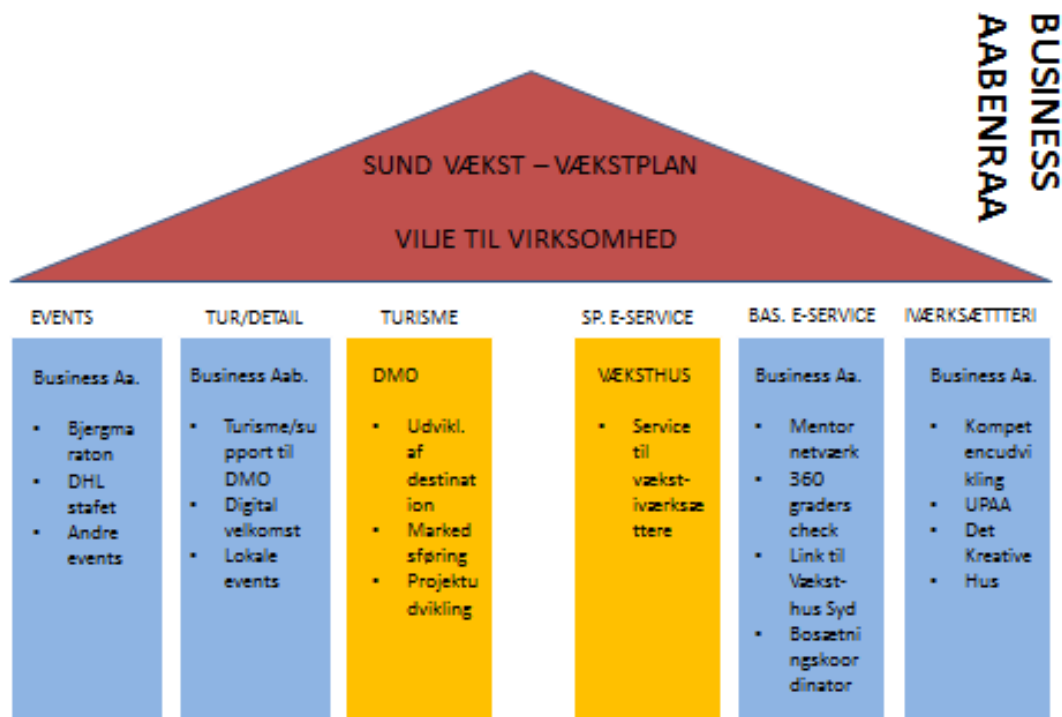 BUSINESS
AABENRAA
SUND VÆKST – VÆKSTPLAN
VILJE TIL VIRKSOMHED
EVENTS
Business Aa.
▪ Bjergma
raton
▪ DHL
stafet
▪ Andre
events
TUR/DETAIL
Business Aab.
▪ Turisme/su
pport til
DMO
▪ Digital
velkomst
▪ Lokale
events
TURISME
DMO
▪ Udvikl.
af
destinat
ion
▪ Marked
sføring
▪ Projektu
dvikling
SP. E-SERVICE
VÆKSTHUS
▪ Service
til
vækst-
iværksæ
ttere
BAS. E-SERVICE
Business Aa.
▪ Mentor
netværk
▪ 360
graders
check
▪ Link til
Vækst-
hus Syd
▪ Bosætni
ngskoor
dinator
IVÆRKSÆTTTERI
Business Aa.
▪ Kompet
encudvi
kling
▪ UPAA
▪ Det
Kreative
▪ Hus